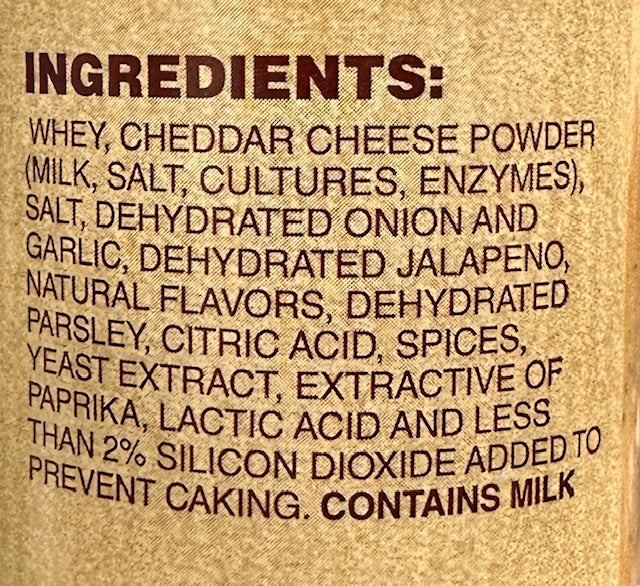 INGREDIENTS:
WHEY, CHEDDAR CHEESE POWDER
(MILK, SALT, CULTURES, ENZYMES),
SALT, DEHYDRATED ONION AND
GARLIC, DEHYDRATED JALAPENO,
NATURAL FLAVORS, DEHYDRATED
PARSLEY, CITRIC ACID, SPICES,
YEAST EXTRACT, EXTRACTIVE OF
PAPRIKA, LACTIC ACID AND LESS
THAN 2% SILICON DIOXIDE ADDED TO
PREVENT CAKING. CONTAINS MILK